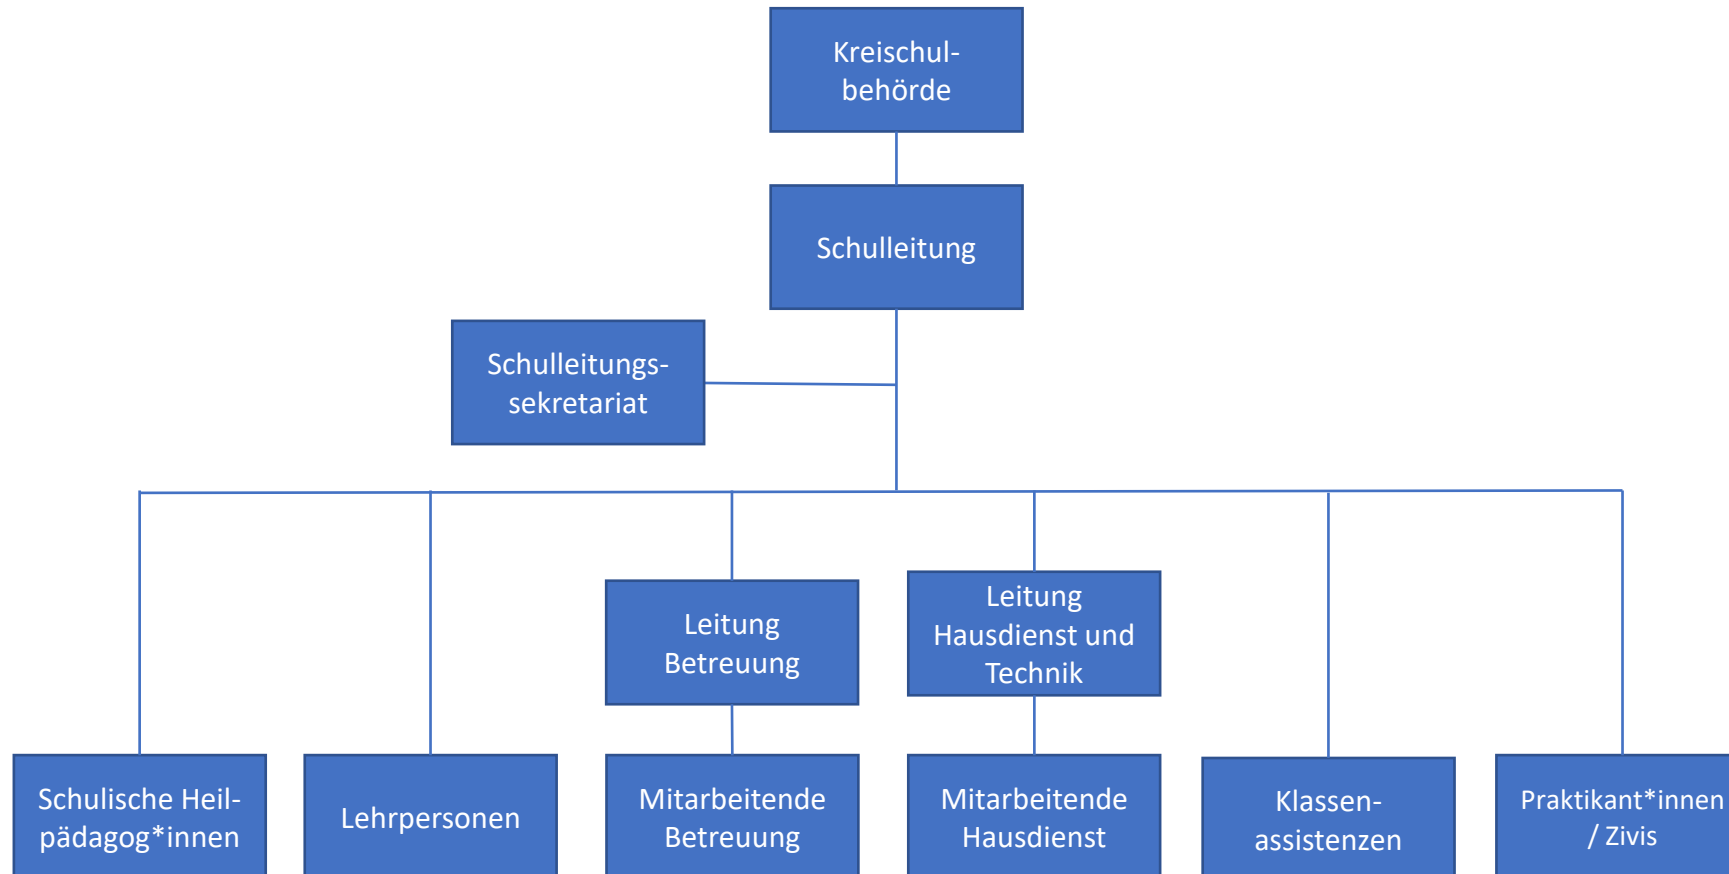 Kreischul-
behörde
Schulleitung
Schulleitungs-
sekretariat
Leitung
Betreuung
Leitung
Hausdienst und
Technik
Schulische Heil-
pädagog*innen
Lehrpersonen
Mitarbeitende
Betreuung
Mitarbeitende
Hausdienst
Klassen-
assistenzen
Praktikant*innen
/ Zivis